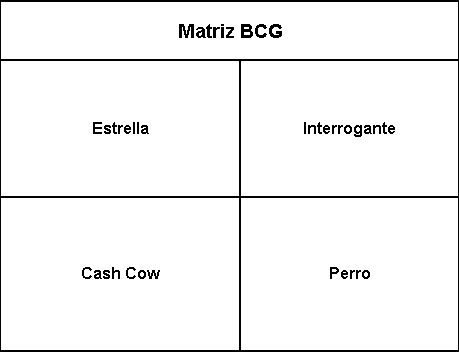 Matriz BCG
Estrella
Interrogante
Cash Cow
Perro